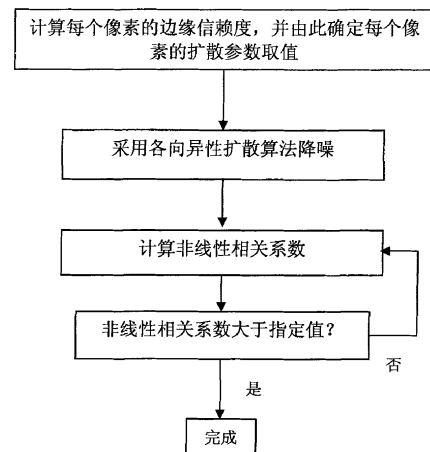 计算每个像素的边缘信赖度，并由此确定每个像
素的扩散参数取值
采用各向异性扩散算法降噪
计算非线性相关系数
非线性相关系数大于指定值？
否
是
完成